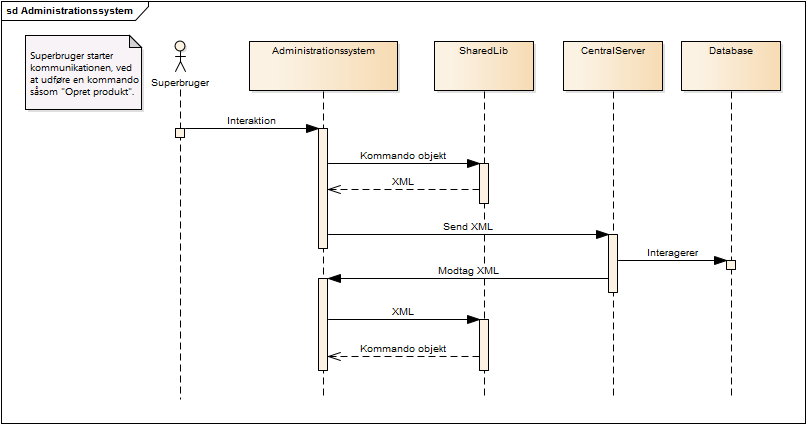 sd Administrationssystem
Superbruger starter
kommunikationen, ved
at udføre en kommando
såsom "Opret produkt".
Superbruger
Administrationssystem
SharedLib
CentralServer
Database
Interaktion
Kommando objekt
XML
Send XML
Interagerer
Modtag XML
XML
Kommando objekt